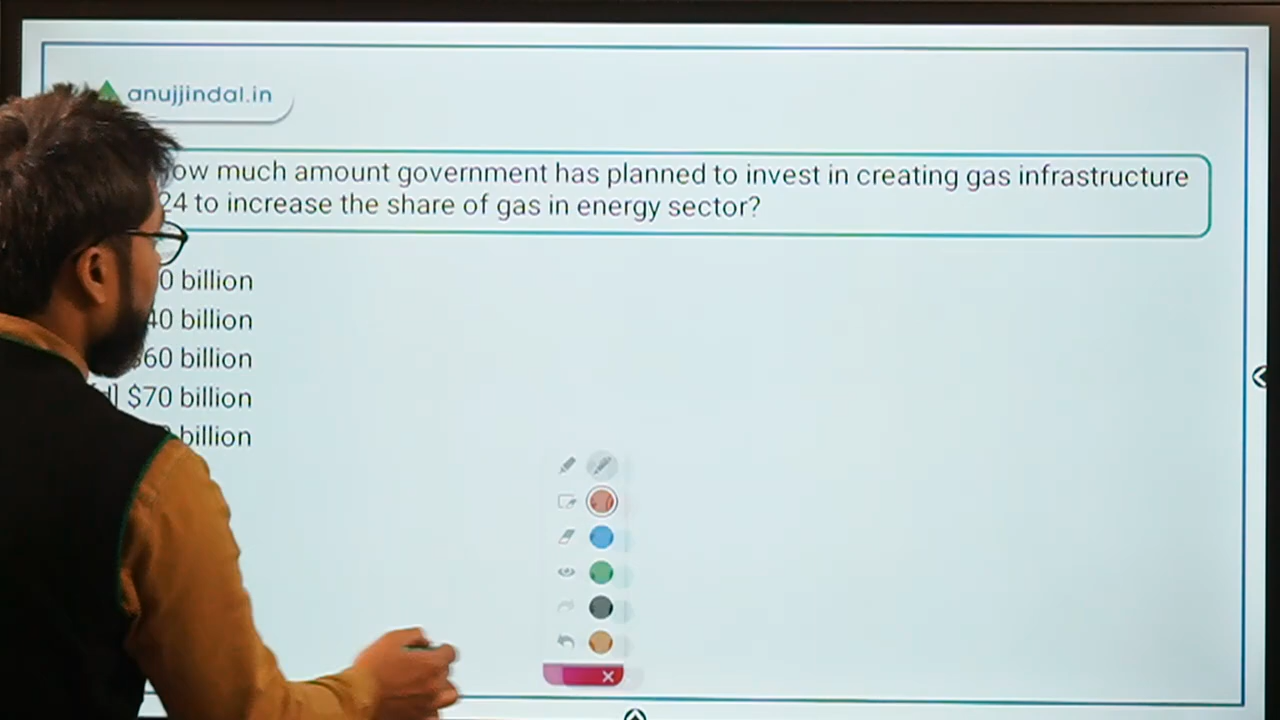 anujjindal.in
ow much amount government has planned to invest in creating gas infrastructure
24 to increase the share of gas in energy sector?
0 billion
40 billion
$60 billion
d] $70 billion
billion